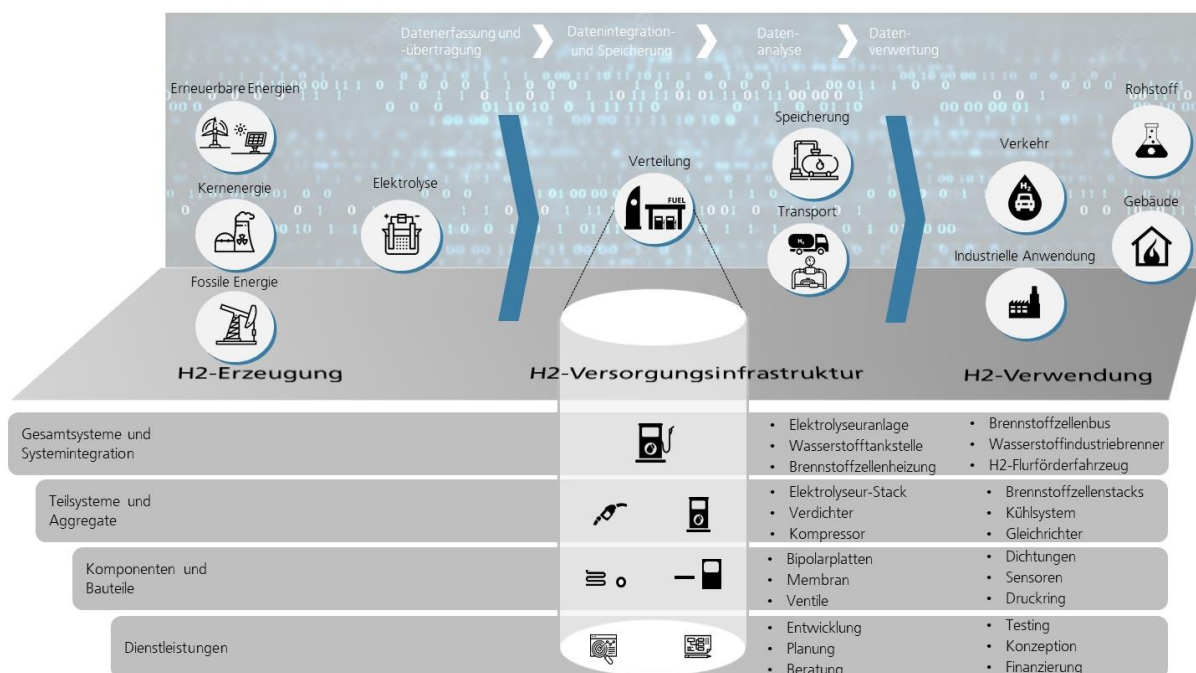 Datenerfassung und
-übertragung
Datenintegration-
und Speicherung
Daten-
analyse
Daten-
verwertung
Erneuerbare Energien
Kernenergie
Fossile Energie
Elektrolyse
Verteilung
FUEL
Speicherung
Transport
H₂
Verkehr
H₂
Industrielle Anwendung
Rohstoff
Gebäude
H2-Erzeugung
H2-Versorgungsinfrastruktur
H2-Verwendung
Gesamtsysteme und
Systemintegration
• Elektrolyseuranlage
• Wasserstofftankstelle
• Brennstoffzellenheizung
• Brennstoffzellenbus
• Wasserstoffindustriebrenner
• H2-Flurförderfahrzeug
Teilsysteme und
Aggregate
• Elektrolyseur-Stack
• Verdichter
• Kompressor
• Brennstoffzellenstacks
• Kühlsystem
• Gleichrichter
Komponenten und
Bauteile
• Bipolarplatten
• Membran
• Ventile
• Dichtungen
• Sensoren
• Druckring
Dienstleistungen
• Entwicklung
• Planung
• Beratung
• Testing
• Konzeption
• Finanzierung